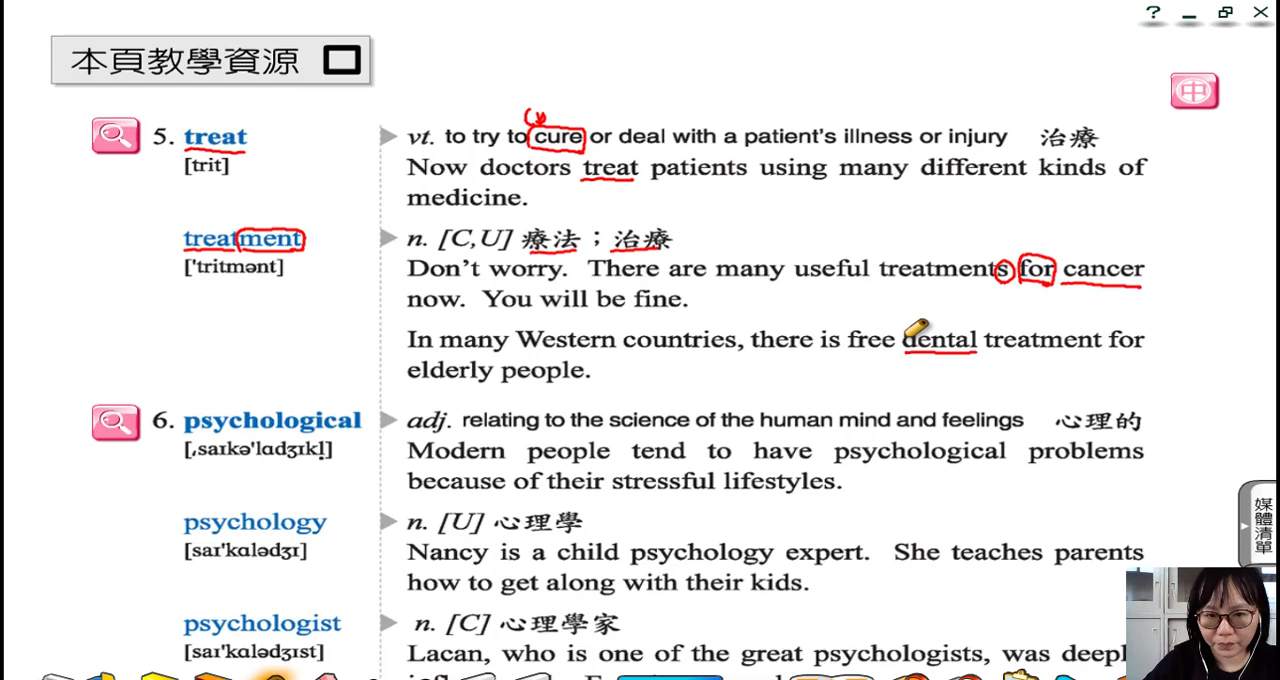 ?
本頁教學資源
中
5. treat vt. to try to cure or deal with a patient's illness or injury 治療
[trit] Now doctors treat patients using many different kinds of
medicine.
treatment n. [C,U] 療法；治療
['tritmənt] Don't worry. There are many useful treatments for cancer
now. You will be fine.
In many Western countries, there is free dental treatment for
elderly people.
6. psychological adj. relating to the science of the human mind and feelings 心理的
[ˌsaɪkə'lɑdʒɪkḷ] Modern people tend to have psychological problems
because of their stressful lifestyles.
媒體清單
psychology n. [U] 心理學
[saɪ'kɑlədʒɪ] Nancy is a child psychology expert. She teaches parents
how to get along with their kids.
psychologist n. [C] 心理學家
[saɪ'kɑlədʒɪst] Lacan, who is one of the great psychologists, was deepl